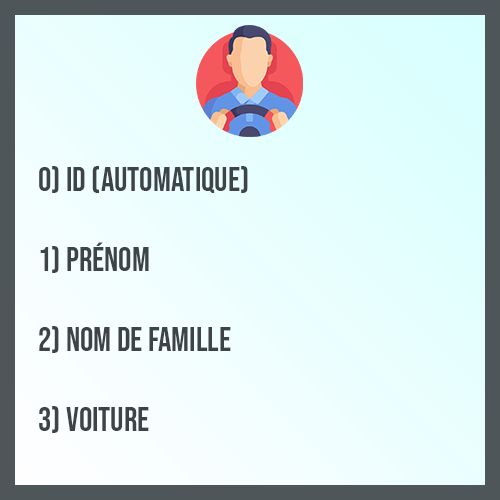 0) ID (AUTOMATIQUE)
1) PRÉNOM
2) NOM DE FAMILLE
3) VOITURE